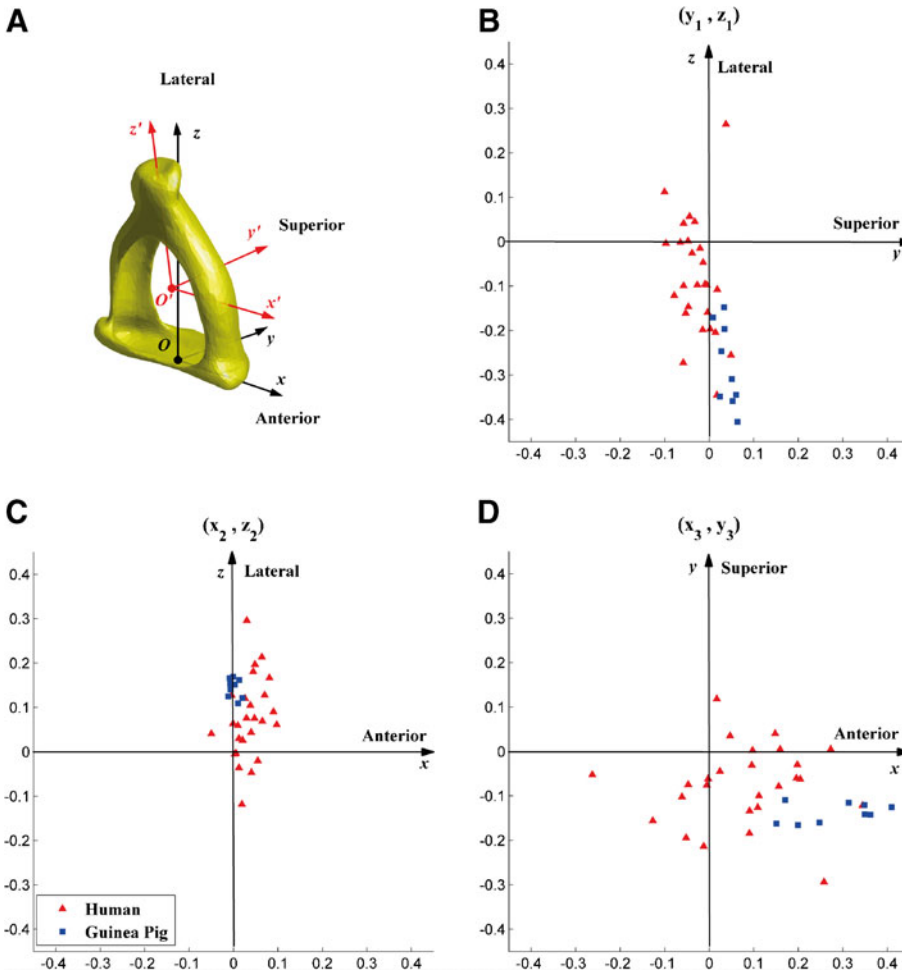 A
Lateral
z'
z
Superior
y'
O'
x'
y
O
x
Anterior
B
(y1 , z1)
z
Lateral
0.4
0.3
0.2
0.1
0
-0.1
-0.2
-0.3
-0.4
Superior
y
-0.4 -0.3 -0.2 -0.1 0 0.1 0.2 0.3 0.4
C
(x2 , z2)
z
Lateral
0.4
0.3
0.2
0.1
0
-0.1
-0.2
-0.3
-0.4
Anterior
x
Human
Guinea Pig
-0.4 -0.3 -0.2 -0.1 0 0.1 0.2 0.3 0.4
D
(x3 , y3)
y
Superior
0.4
0.3
0.2
0.1
0
-0.1
-0.2
-0.3
-0.4
Anterior
x
-0.4 -0.3 -0.2 -0.1 0 0.1 0.2 0.3 0.4